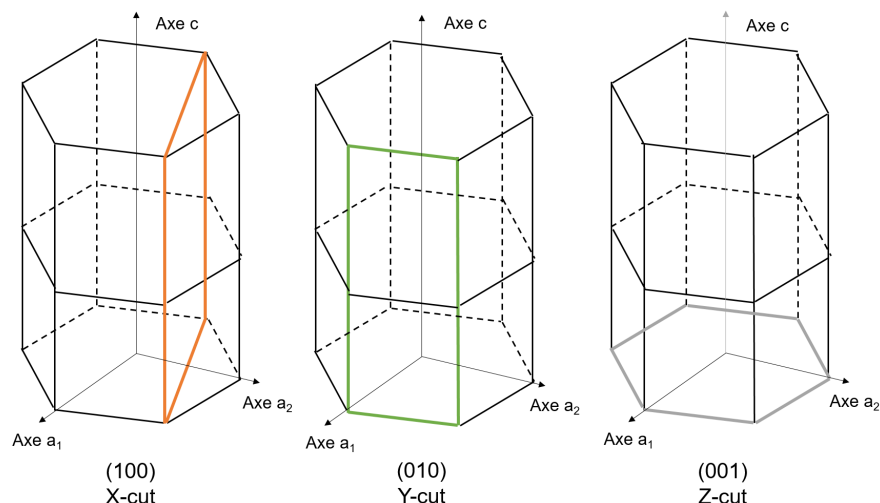 Axe c
Axe a₂
Axe a₁
(100)
X-cut
Axe c
Axe a₂
Axe a₁
(010)
Y-cut
Axe c
Axe a₂
Axe a₁
(001)
Z-cut